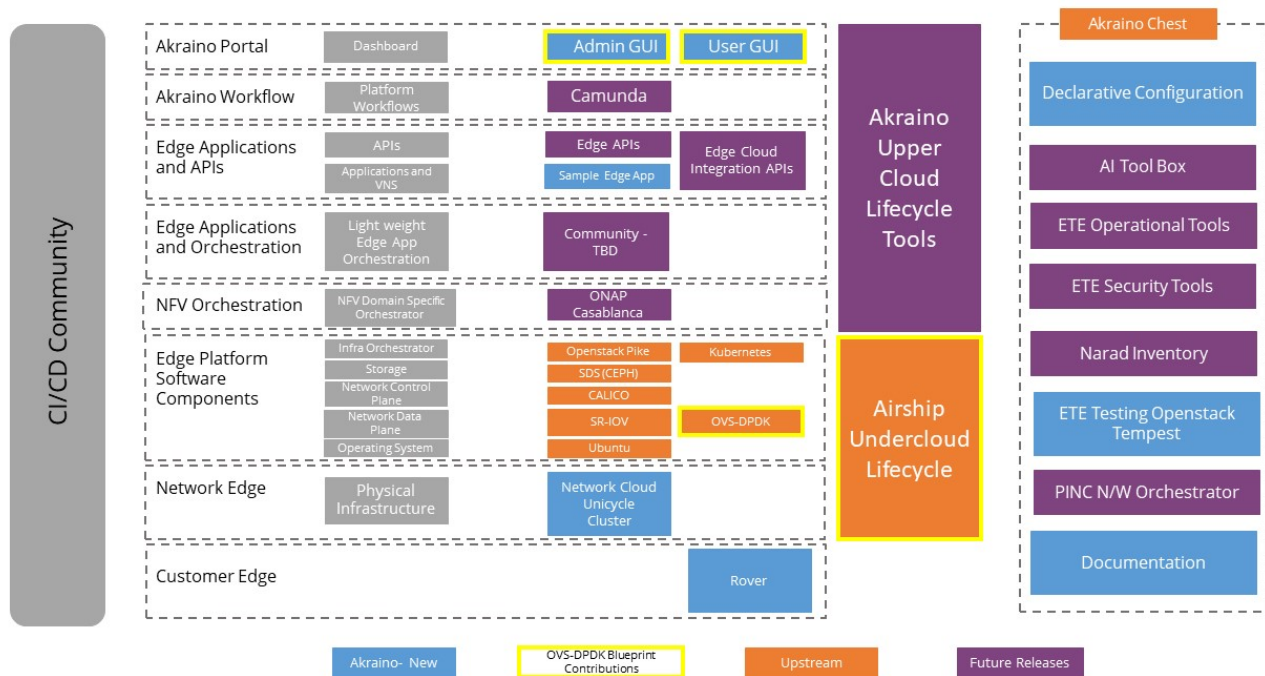 CI/CD Community
Akraino Portal
Dashboard
Admin GUI
User GUI
Akraino Workflow
Platform
Workflows
Camunda
Edge Applications
and APIs
APIs
Applications and
VNS
Edge APIs
Sample Edge App
Edge Cloud
Integration APIs
Edge Applications
and Orchestration
Light weight
Edge App
Orchestration
Community -
TBD
NFV Orchestration
NFV Domain Specific
Orchestrator
ONAP
Casablanca
Edge Platform
Software
Components
Infra Orchestrator
Storage
Network Control
Plane
Network Data
Plane
Operating System
Openstack Pike
Kubernetes
SDS (CEPH)
CALICO
SR-IOV
OVS-DPDK
Ubuntu
Network Edge
Physical
Infrastructure
Network Cloud
Unicycle
Cluster
Customer Edge
Rover
Akraino
Upper
Cloud
Lifecycle
Tools
Airship
Undercloud
Lifecycle
Akraino Chest
Declarative Configuration
AI Tool Box
ETE Operational Tools
ETE Security Tools
Narad Inventory
ETE Testing Openstack
Tempest
PINC N/W Orchestrator
Documentation
Akraino- New
OVS-DPDK Blueprint
Contributions
Upstream
Future Releases